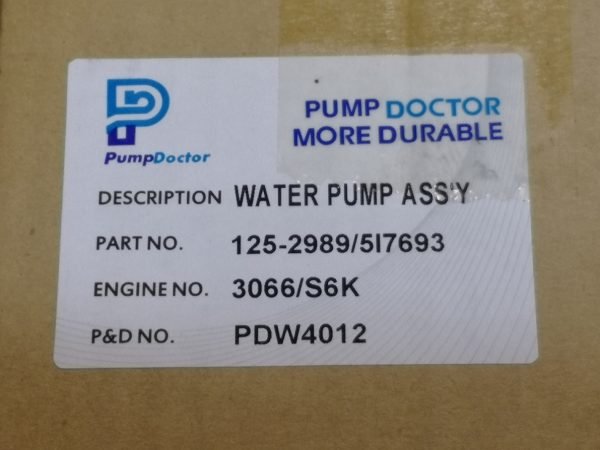 PumpDoctor
PUMP DOCTOR
MORE DURABLE
DESCRIPTION WATER PUMP ASS'Y
PART NO. 125-2989/5I7693
ENGINE NO. 3066/S6K
P&D NO. PDW4012